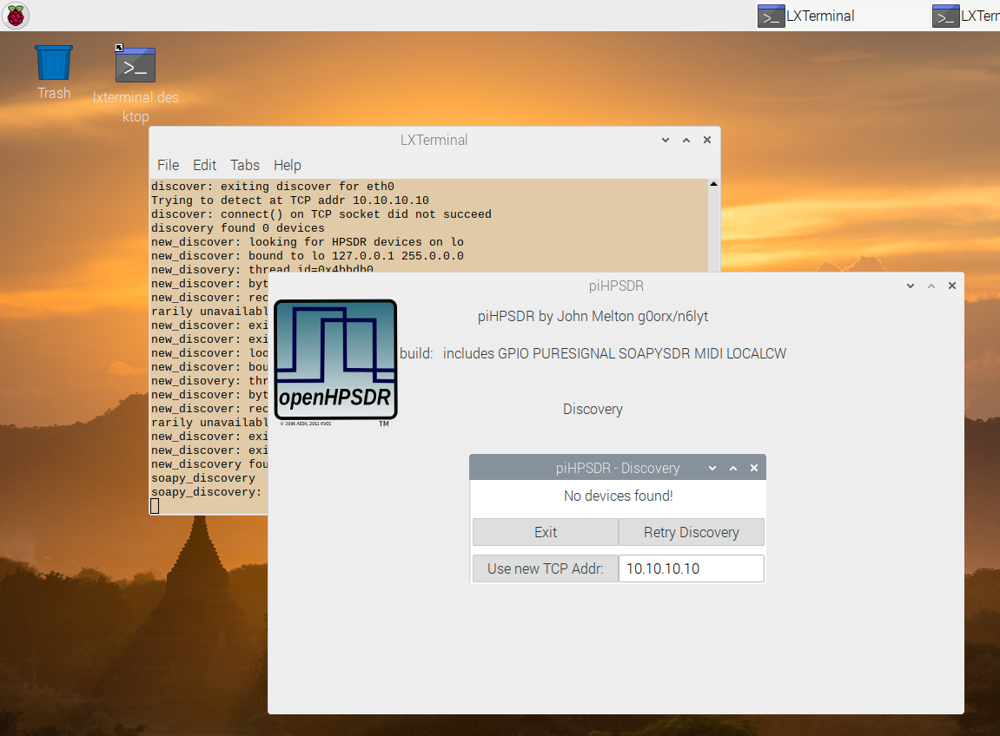 LXTerminal
LXTerr
Trash
lxterminal.des
ktop
LXTerminal
File Edit Tabs Help
discover: exiting discover for eth0
Trying to detect at TCP addr 10.10.10.10
discover: connect() on TCP socket did not succeed
discovery found 0 devices
new_discover: looking for HPSDR devices on lo
new_discover: bound to lo 127.0.0.1 255.0.0.0
new_disovery: thread_id=0x4bbdb0
new_discover: byt
new_discover: rec
rarily unavailabl
new_discover: exi
new_discover: exi
new_discover: loo
new_discover: bou
new_disovery: thr
new_discover: byt
new_discover: rec
rarily unavailabl
new_discover: exi
new_discover: exi
new_discovery fou
soapy_discovery
soapy_discovery:
piHPSDR
piHPSDR by John Melton g0orx/n6lyt
build: includes GPIO PURESIGNAL SOAPYSDR MIDI LOCALCW
openHPSDR
© 2006 AE5K, 2011 KV0S TM
Discovery
piHPSDR - Discovery
No devices found!
Exit Retry Discovery
Use new TCP Addr: 10.10.10.10